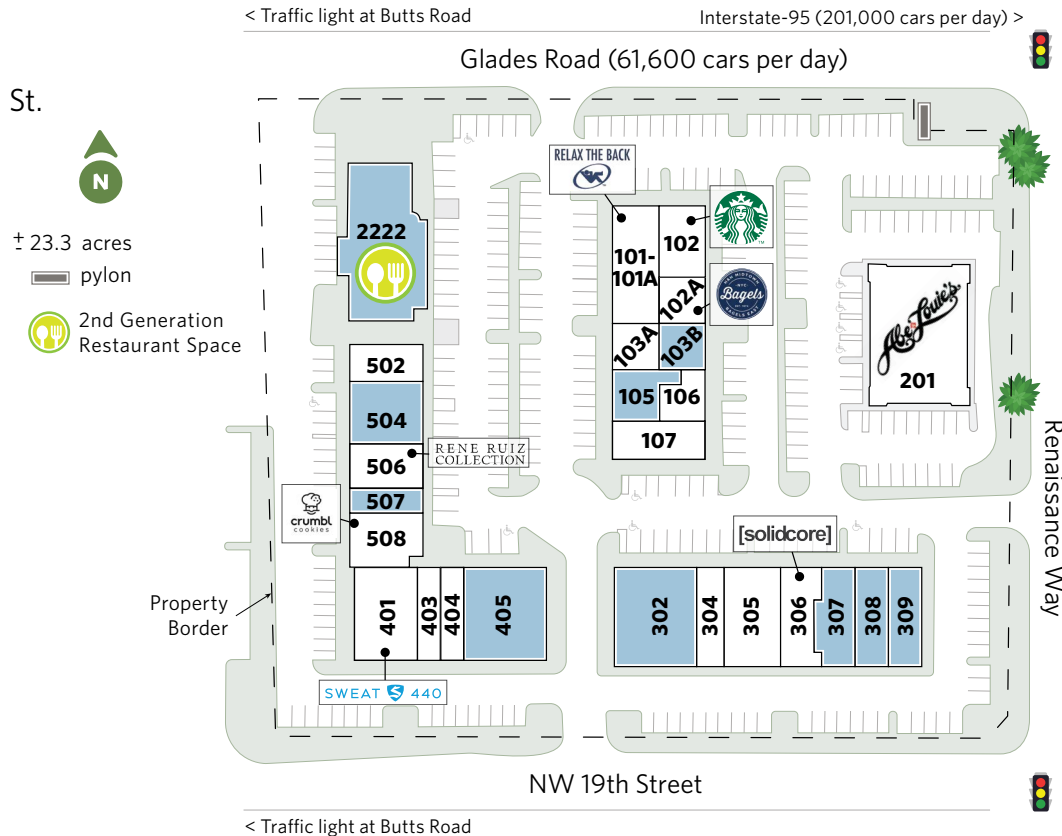 < Traffic light at Butts Road
Interstate-95 (201,000 cars per day) >
Glades Road (61,600 cars per day)
St.
N
± 23.3 acres
pylon
2nd Generation
Restaurant Space
2222
RELAX THE BACK
101-
101A
102
102A
Bagels
103A
103B
105
106
107
Abe & Louie's
201
502
504
506
RENE RUIZ
COLLECTION
507
crumbl
cookies
508
[solidcore]
Renaissance Way
Property
Border
401
403
404
405
302
304
305
306
307
308
309
SWEAT 440
NW 19th Street
< Traffic light at Butts Road